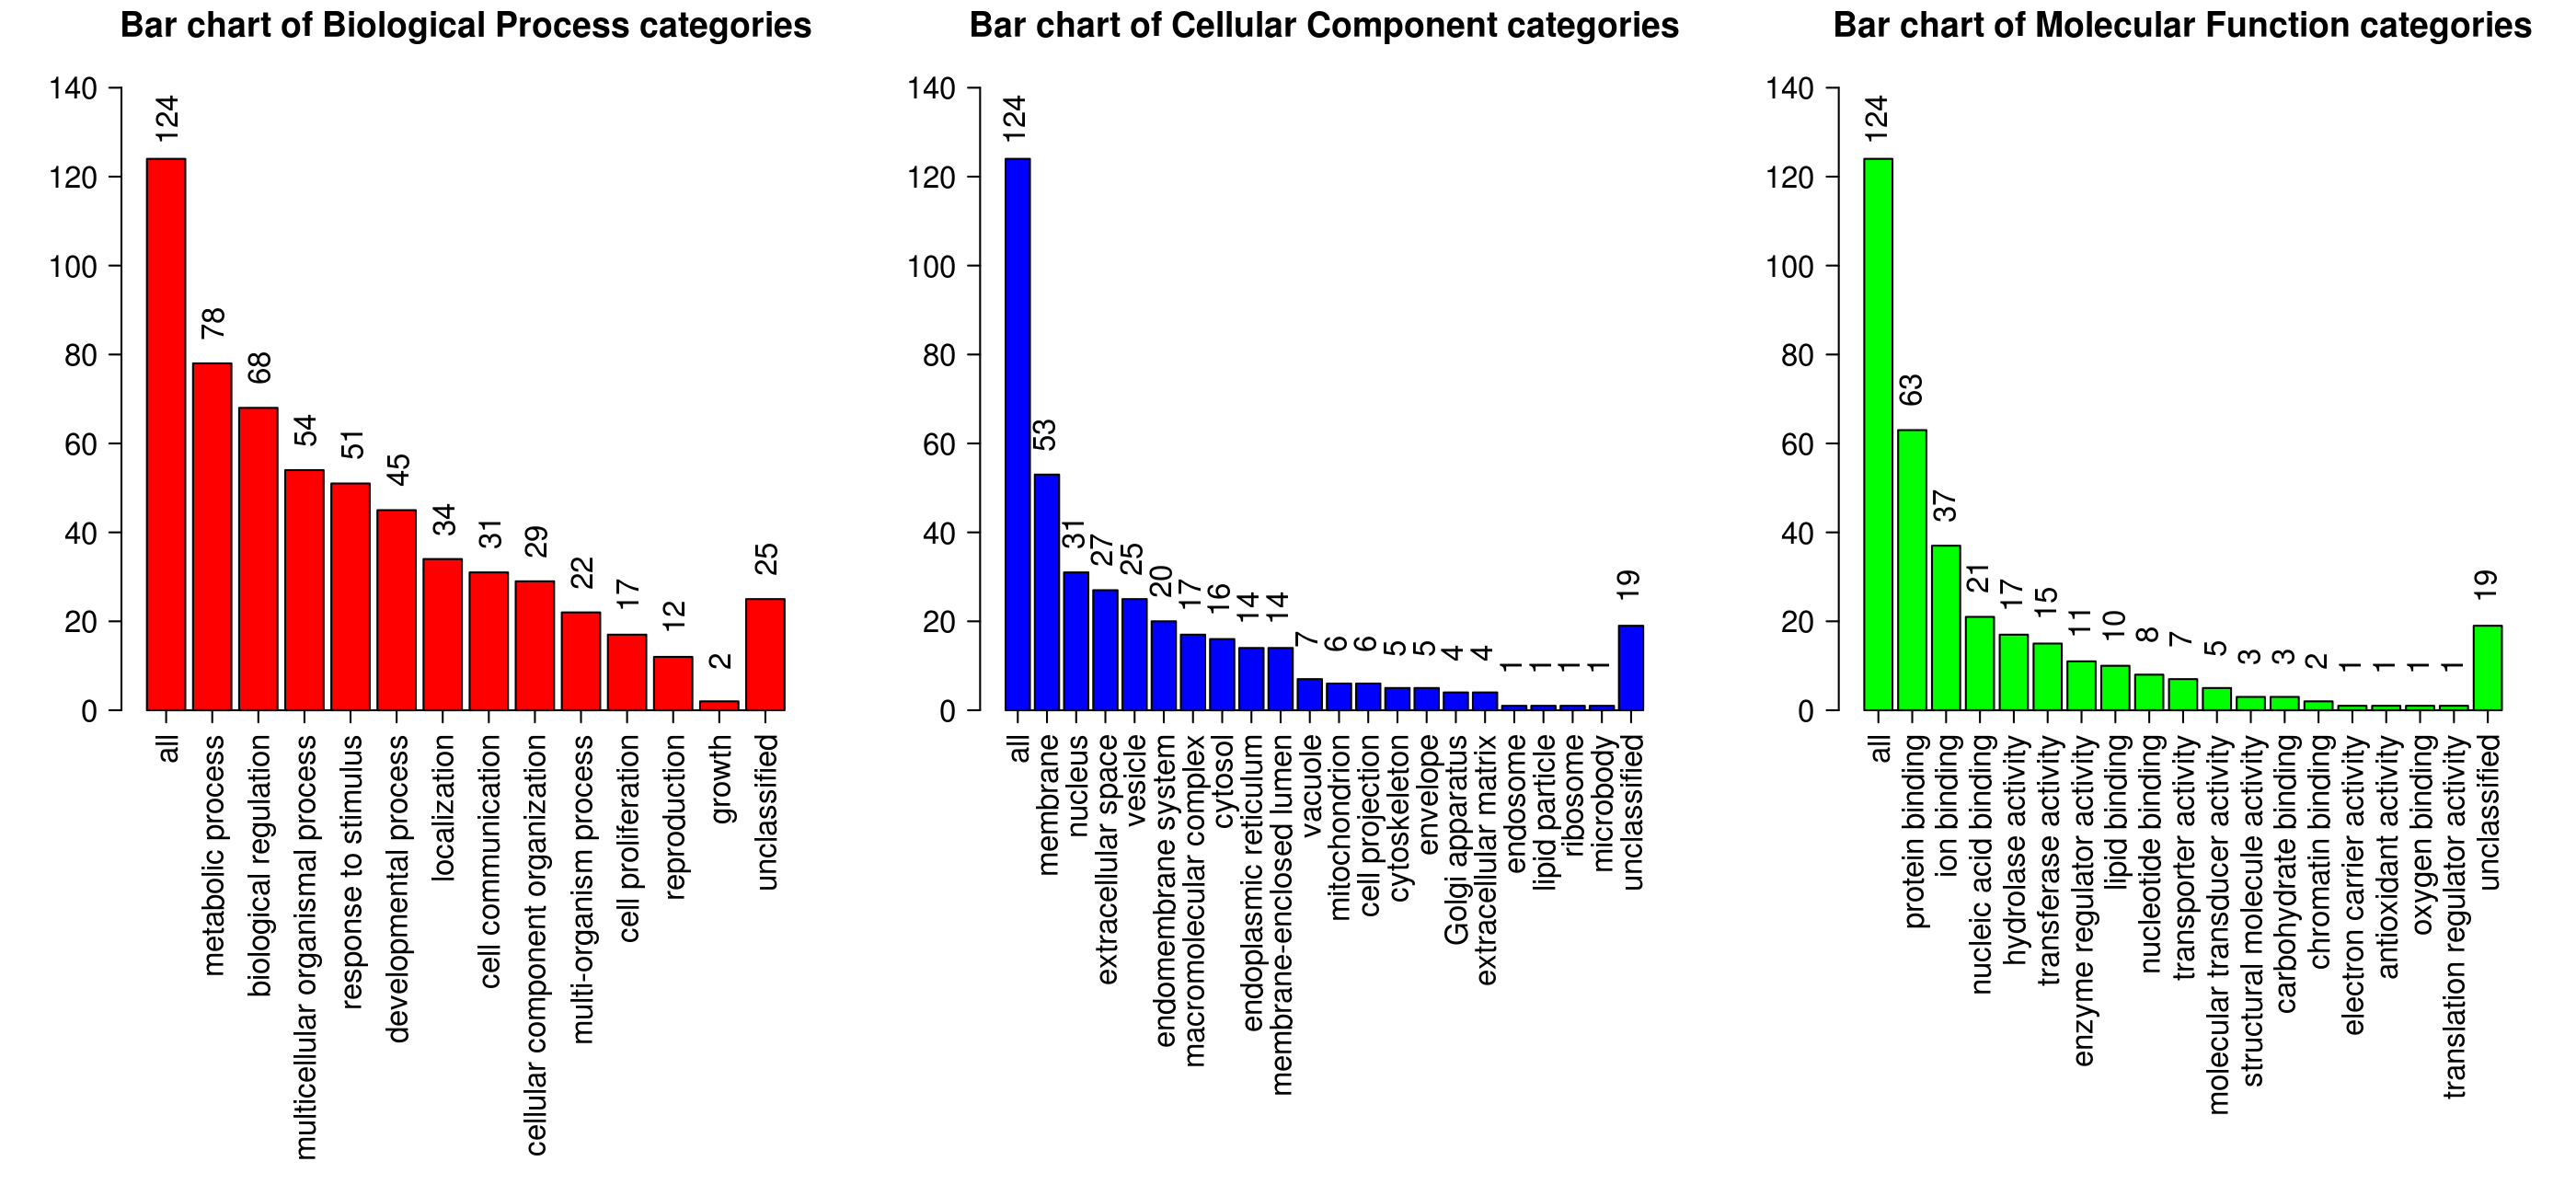 Bar chart of Biological Process categories
140
120
100
80
60
40
20
0
124
78
68
54
51
45
34
31
29
22
17
12
2
25
all
metabolic process
biological regulation
multicellular organismal process
response to stimulus
developmental process
localization
cell communication
cellular component organization
multi-organism process
cell proliferation
reproduction
growth
unclassified
Bar chart of Cellular Component categories
140
120
100
80
60
40
20
0
124
53
31
27
25
20
17
16
14
14
7
6
6
5
5
4
4
1
1
1
1
19
all
membrane
nucleus
extracellular space
vesicle
endomembrane system
macromolecular complex
cytosol
endoplasmic reticulum
membrane-enclosed lumen
vacuole
mitochondrion
cell projection
cytoskeleton
envelope
Golgi apparatus
extracellular matrix
endosome
lipid particle
ribosome
microbody
unclassified
Bar chart of Molecular Function categories
140
120
100
80
60
40
20
0
124
63
37
21
17
15
11
10
8
7
5
3
3
2
1
1
1
1
19
all
protein binding
ion binding
nucleic acid binding
hydrolase activity
transferase activity
enzyme regulator activity
lipid binding
nucleotide binding
transporter activity
molecular transducer activity
structural molecule activity
carbohydrate binding
chromatin binding
electron carrier activity
antioxidant activity
oxygen binding
translation regulator activity
unclassified